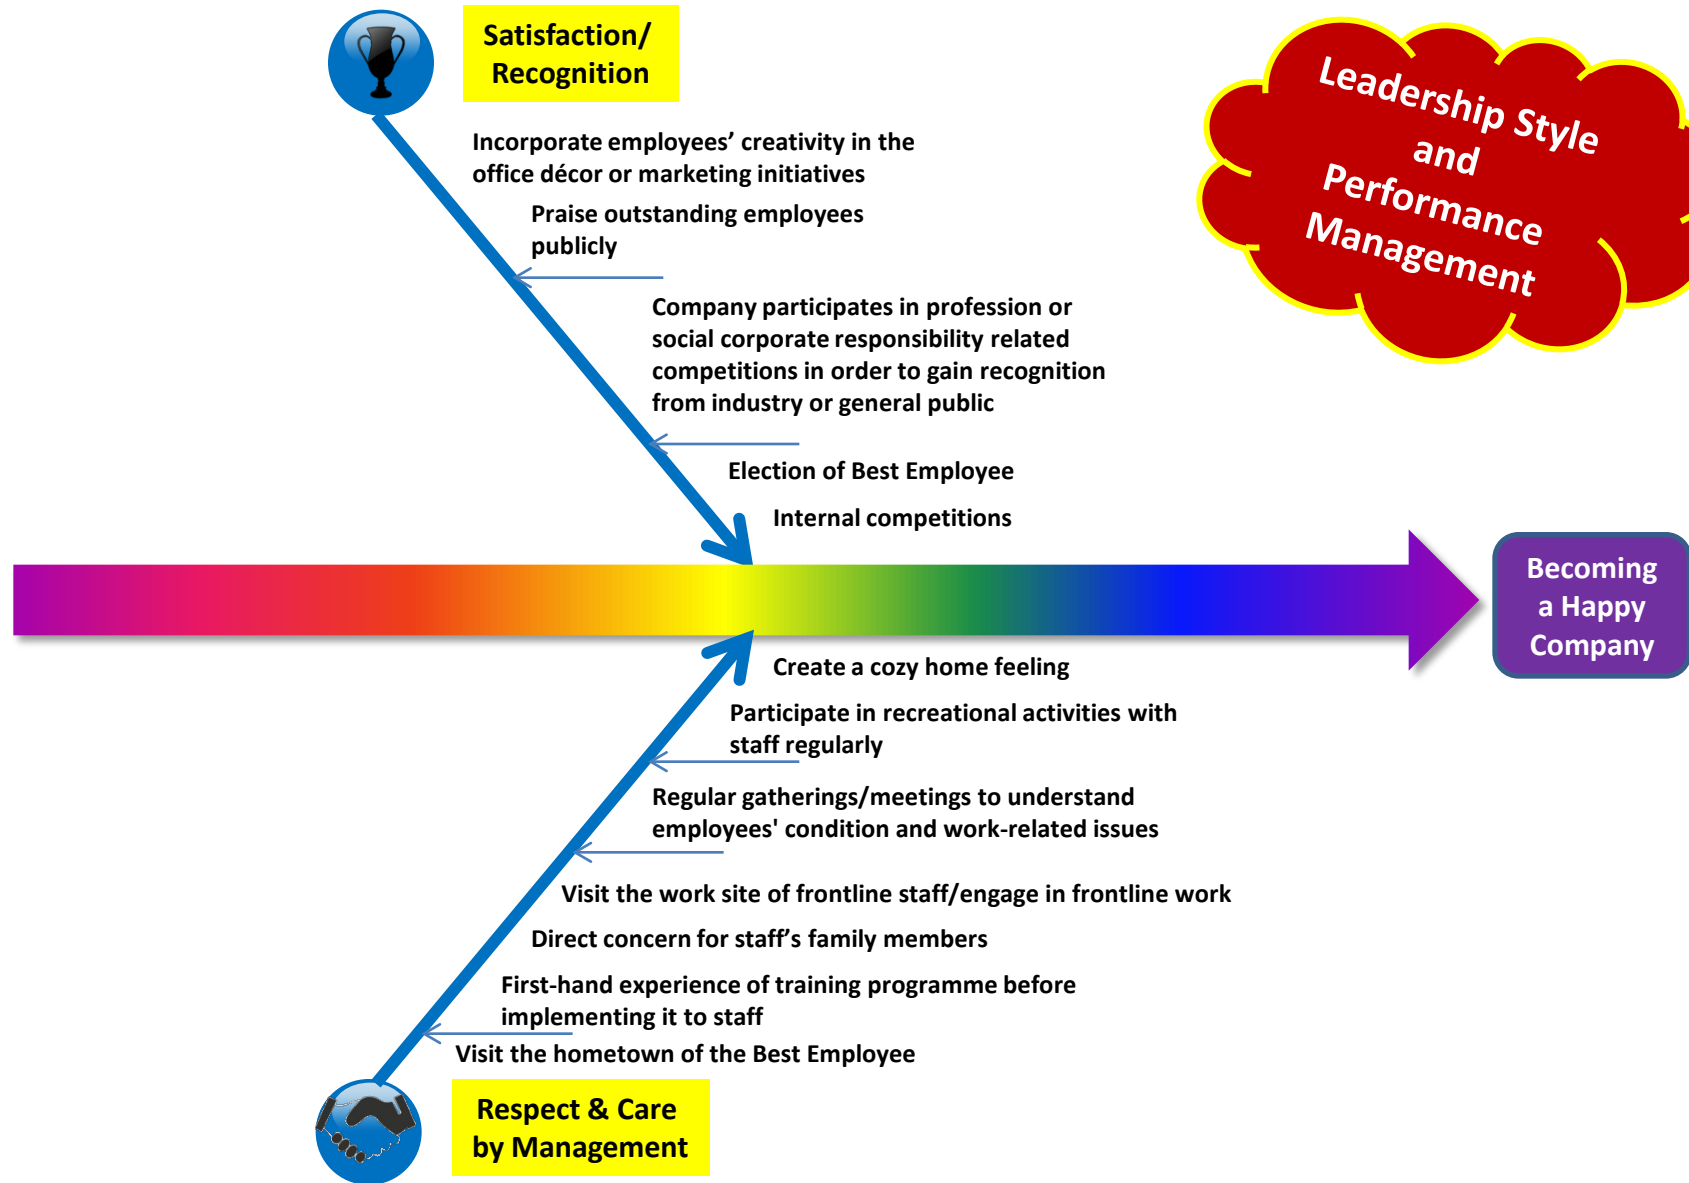 Satisfaction/
Recognition
Leadership Style
and
Performance
Management
Incorporate employees’ creativity in the
office décor or marketing initiatives
Praise outstanding employees
publicly
Company participates in profession or
social corporate responsibility related
competitions in order to gain recognition
from industry or general public
Election of Best Employee
Internal competitions
Becoming
a Happy
Company
Create a cozy home feeling
Participate in recreational activities with
staff regularly
Regular gatherings/meetings to understand
employees' condition and work-related issues
Visit the work site of frontline staff/engage in frontline work
Direct concern for staff’s family members
First-hand experience of training programme before
implementing it to staff
Visit the hometown of the Best Employee
Respect & Care
by Management